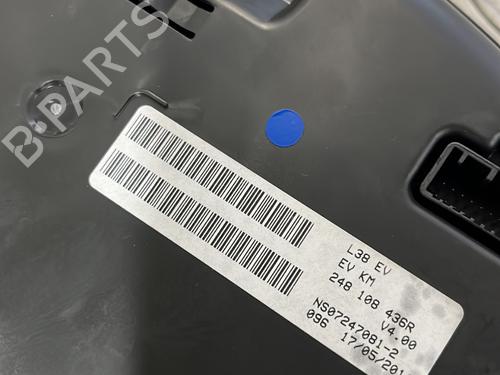 B-PARTS
L38 EV
EV KM
248 108 436R
V4.00
NS07247081-2
096 17/05/201